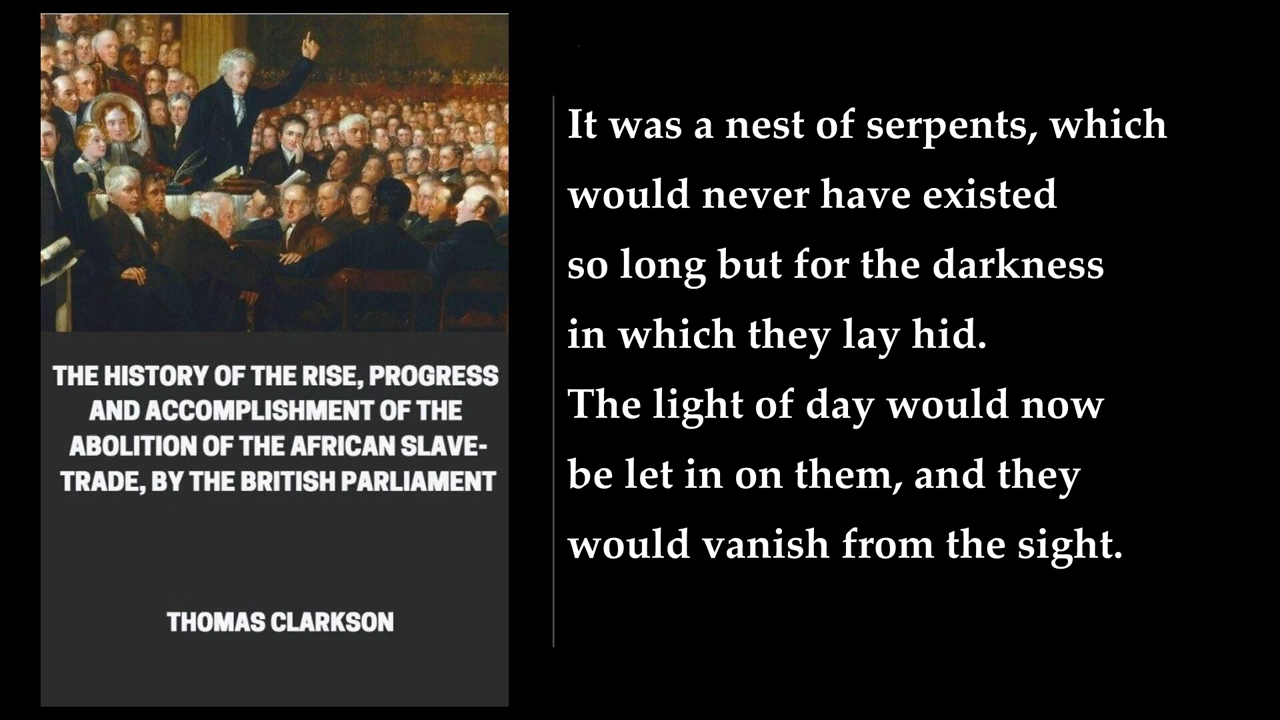 THE HISTORY OF THE RISE, PROGRESS
AND ACCOMPLISHMENT OF THE
ABOLITION OF THE AFRICAN SLAVE-
TRADE, BY THE BRITISH PARLIAMENT
THOMAS CLARKSON
It was a nest of serpents, which
would never have existed
so long but for the darkness
in which they lay hid.
The light of day would now
be let in on them, and they
would vanish from the sight.